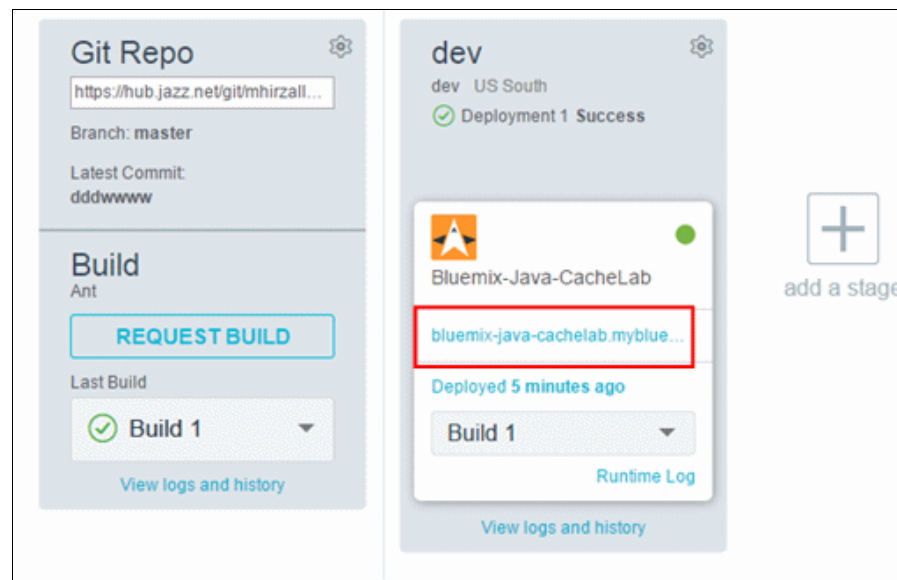 Git Repo
https://hub.jazz.net/git/mhirzall...
Branch: master
Latest Commit:
dddwwww
Build
Ant
REQUEST BUILD
Last Build
Build 1
View logs and history
dev
dev US South
Deployment 1 Success
Bluemix-Java-CacheLab
bluemix-java-cachelab.myblue...
Deployed 5 minutes ago
Build 1
Runtime Log
View logs and history
add a stage